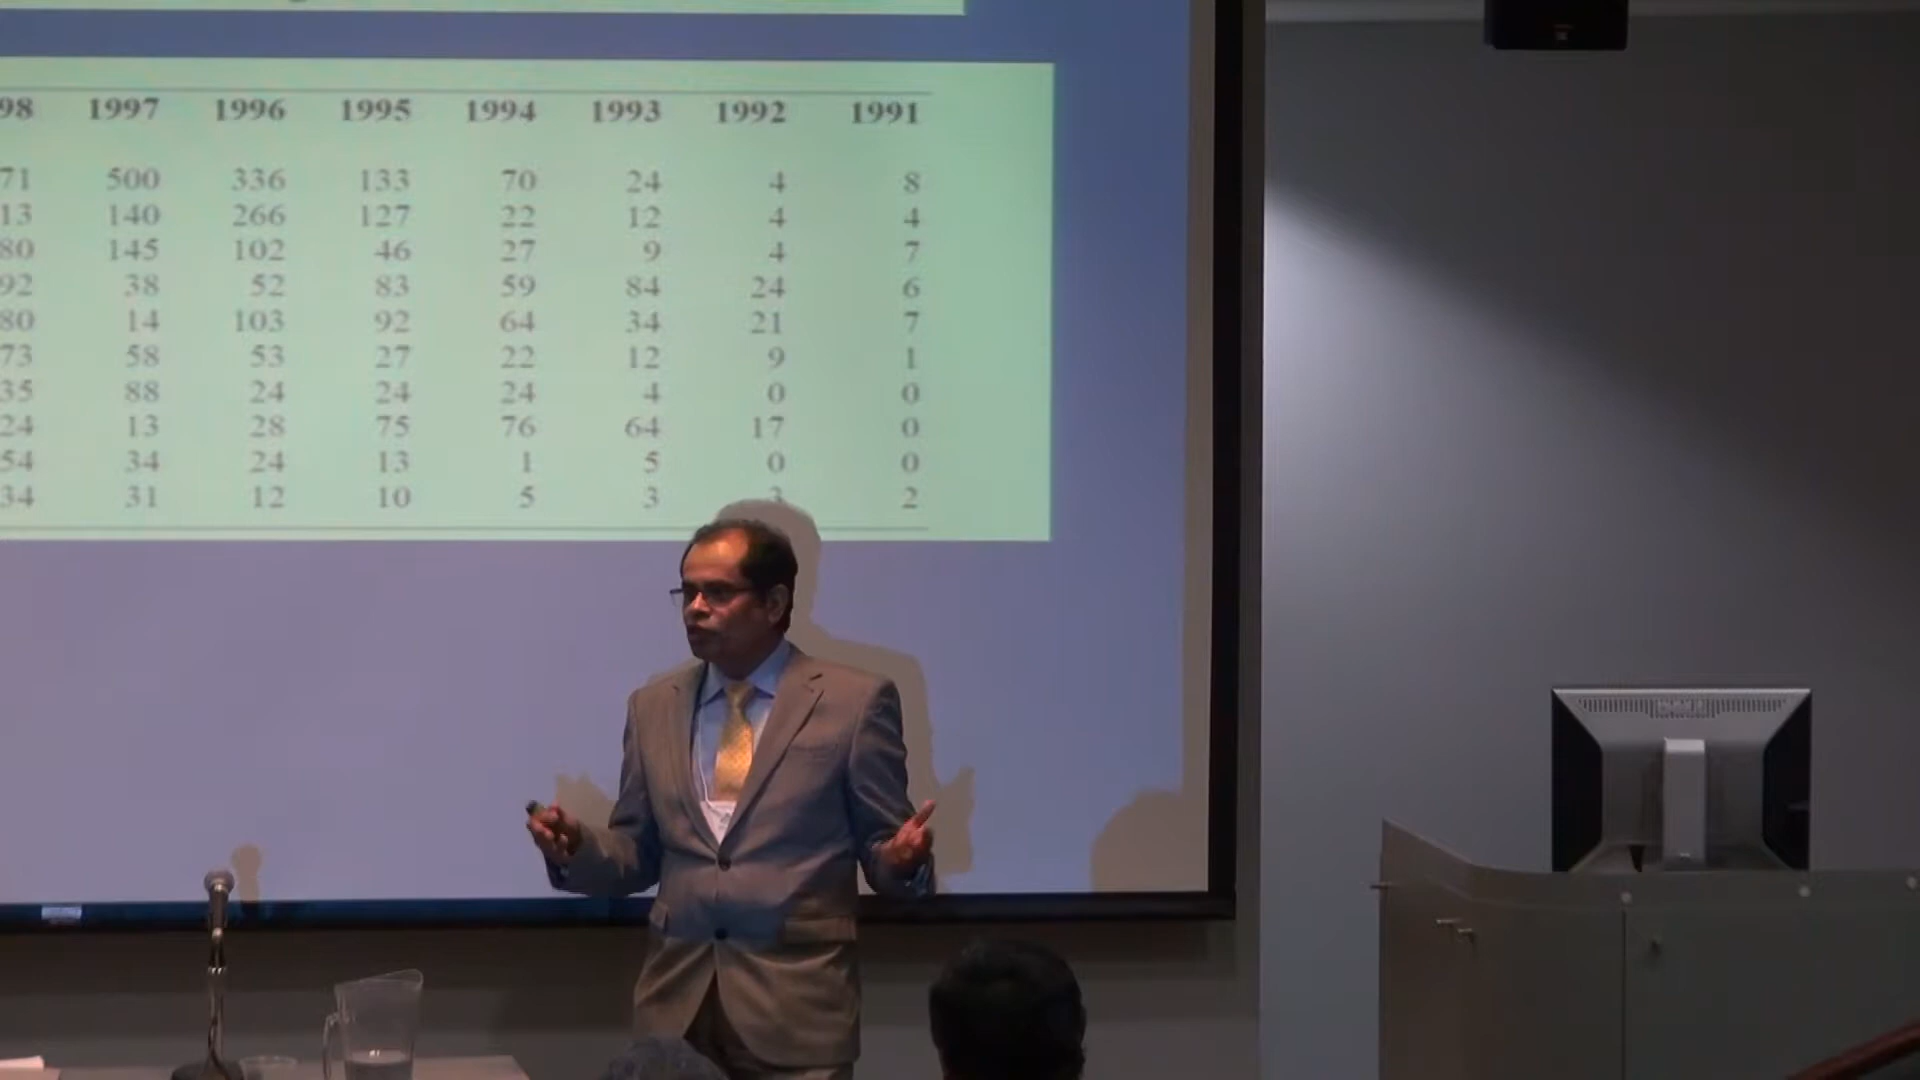 98 1997 1996 1995 1994 1993 1992 1991
71 500 336 133 70 24 4 8
13 140 266 127 22 12 4 4
80 145 102 46 27 9 4 7
92 38 52 83 59 84 24 6
80 14 103 92 64 34 21 7
73 58 53 27 22 12 9 1
35 88 24 24 24 4 0 0
24 13 28 75 76 64 17 0
54 34 24 13 1 5 0 0
34 31 12 10 5 3 3 2